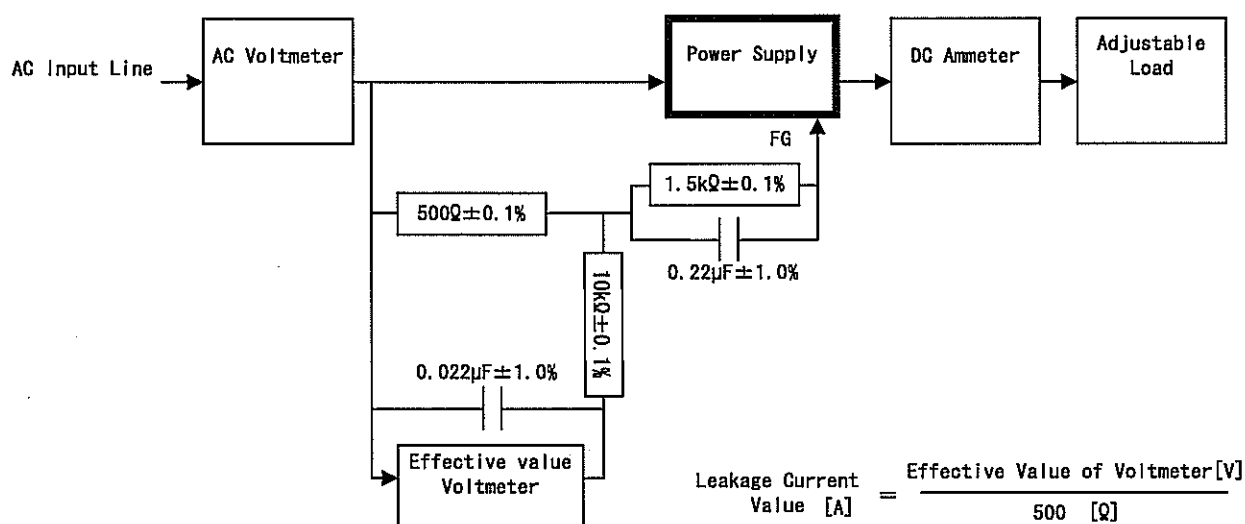 AC Input Line
AC Voltmeter
Power Supply
DC Ammeter
Adjustable
Load
FG
1.5kΩ±0.1%
500Ω±0.1%
0.22μF±1.0%
10kΩ±0.1%
0.022μF±1.0%
Effective value
Voltmeter
Leakage Current
Value [A]
=
Effective Value of Voltmeter[V]
500 [Ω]